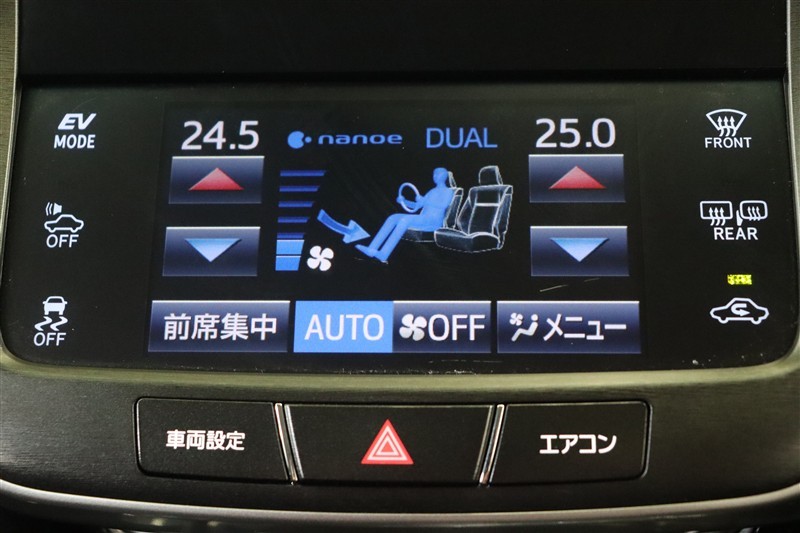 EV
MODE
24.5
nanoe
DUAL
25.0
FRONT
OFF
REAR
OFF
前席集中
AUTO
OFF
メニュー
車両設定
エアコン